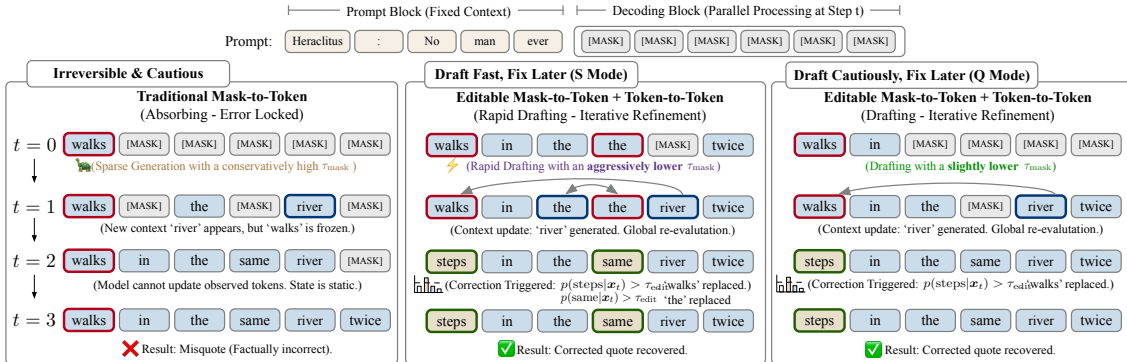 Prompt Block (Fixed Context) Decoding Block (Parallel Processing at Step t)
Prompt: Heraclitus : No man ever [MASK] [MASK] [MASK] [MASK] [MASK] [MASK]
Irreversible & Cautious
Traditional Mask-to-Token
(Absorbing - Error Locked)
t = 0 walks [MASK] [MASK] [MASK] [MASK] [MASK]
(Sparse Generation with a conservatively high τmask )
t = 1 walks [MASK] the [MASK] river [MASK]
(New context 'river' appears, but 'walks' is frozen.)
t = 2 walks in the same river [MASK]
(Model cannot update observed tokens. State is static.)
t = 3 walks in the same river twice
Result: Misquote (Factually incorrect).
Draft Fast, Fix Later (S Mode)
Editable Mask-to-Token + Token-to-Token
(Rapid Drafting - Iterative Refinement)
walks in the the [MASK] twice
(Rapid Drafting with an aggressively lower τmask )
walks in the the river twice
(Context update: 'river' generated. Global re-evalutation.)
steps in the same river twice
(Correction Triggered: p(steps|xt) > τedit 'walks' replaced.)
p(same|xt) > τedit 'the' replaced
steps in the same river twice
Result: Corrected quote recovered.
Draft Cautiously, Fix Later (Q Mode)
Editable Mask-to-Token + Token-to-Token
(Drafting - Iterative Refinement)
walks in [MASK] [MASK] [MASK] [MASK]
(Drafting with a slightly lower τmask )
walks in the [MASK] river twice
(Context update: 'river' generated. Global re-evalutation.)
steps in the same river twice
(Correction Triggered: p(steps|xt) > τedit 'walks' replaced.)
steps in the same river twice
Result: Corrected quote recovered.